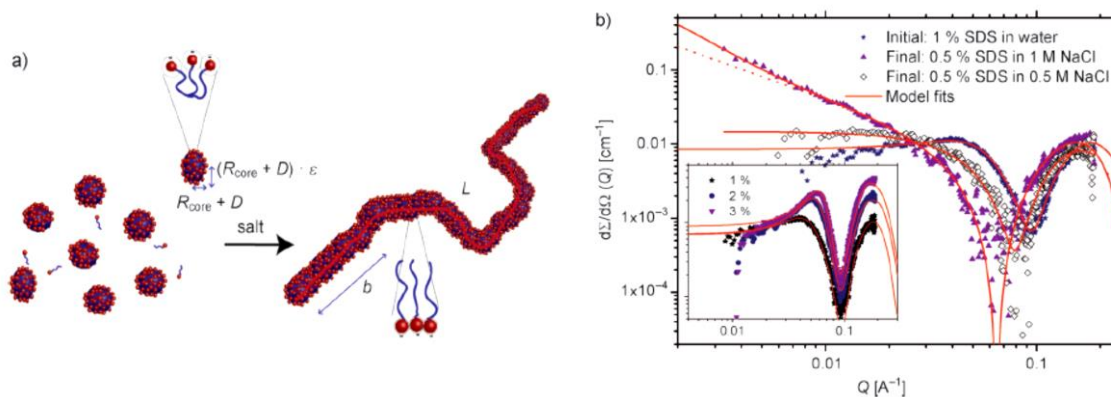 a)
(R_core + D) · ε
R_core + D
salt
L
b
b)
dΣ/dΩ (Q) [cm⁻¹]
0.1
0.01
1x10⁻³
1x10⁻⁴
Initial: 1 % SDS in water
Final: 0.5 % SDS in 1 M NaCl
Final: 0.5 % SDS in 0.5 M NaCl
Model fits
1 %
2 %
3 %
0.01
0.1
0.01
0.1
Q [A⁻¹]